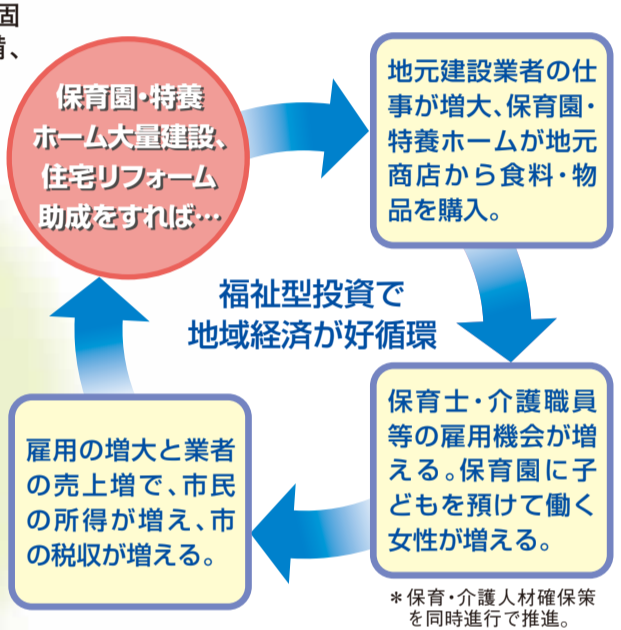 固
、
保育園・特養
ホーム大量建設、
住宅リフォーム
助成をすれば…
地元建設業者の仕
事が増大、保育園・
特養ホームが地元
商店から食料・物
品を購入。
福祉型投資で
地域経済が好循環
保育士・介護職員
等の雇用機会が増
える。保育園に子
どもを預けて働く
女性が増える。
雇用の増大と業者
の売上増で、市民
の所得が増え、市
の税収が増える。
＊保育・介護人材確保策
を同時進行で推進。